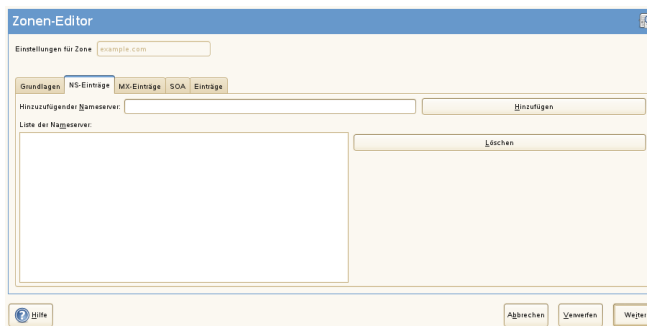 Zonen-Editor
Einstellungen für Zone example.com
Grundlagen NS-Einträge MX-Einträge SOA Einträge
Hinzuzufügender Nameserver: Hinzufügen
Liste der Nameserver:
Löschen
Hilfe Abbrechen Verwerfen Weiter